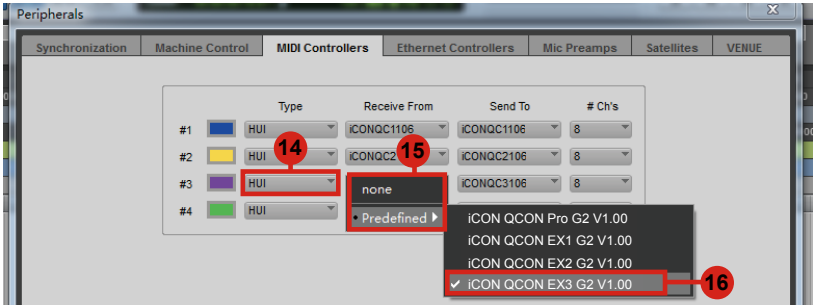 Peripherals
Synchronization Machine Control MIDI Controllers Ethernet Controllers Mic Preamps Satellites VENUE
Type Receive From Send To # Ch's
#1 HUI iCONQC1106 iCONQC1106 8
14 15
#2 HUI iCONQC2 iCONQC2106 8
#3 HUI none iCONQC3106 8
#4 HUI • Predefined
iCON QCON Pro G2 V1.00
iCON QCON EX1 G2 V1.00
iCON QCON EX2 G2 V1.00
✓ iCON QCON EX3 G2 V1.00 16